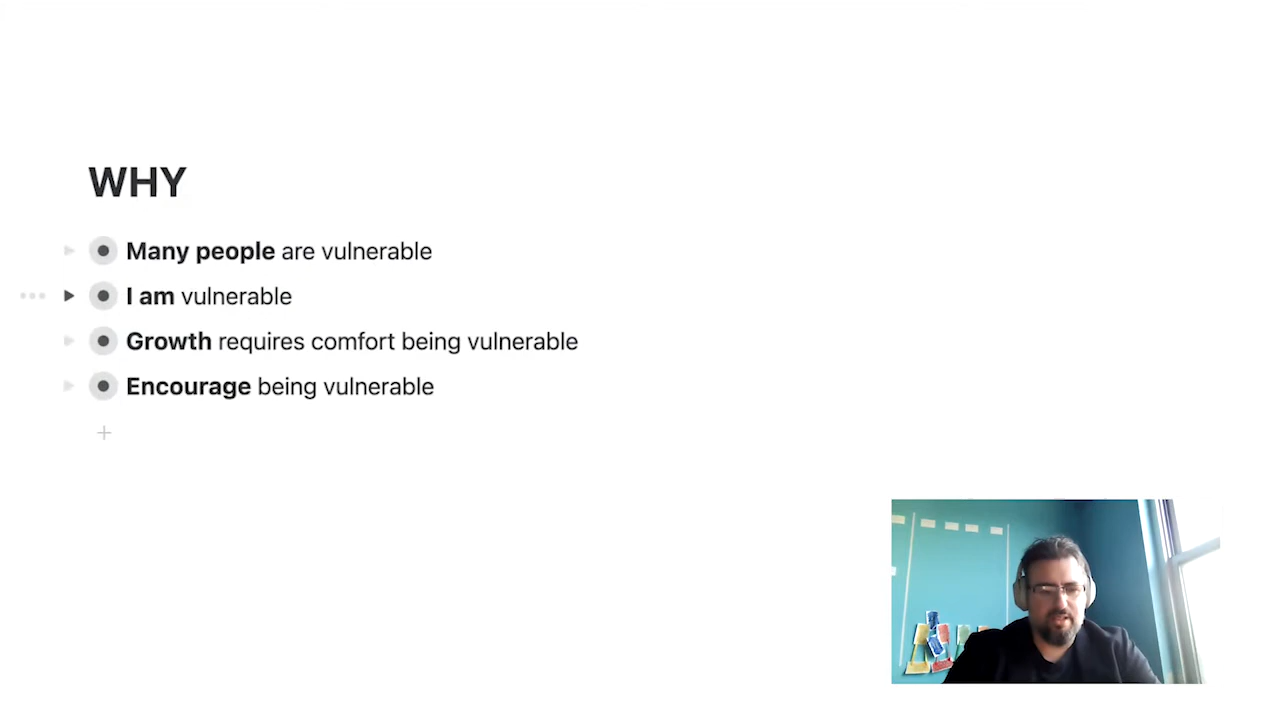 WHY
Many people are vulnerable
I am vulnerable
Growth requires comfort being vulnerable
Encourage being vulnerable